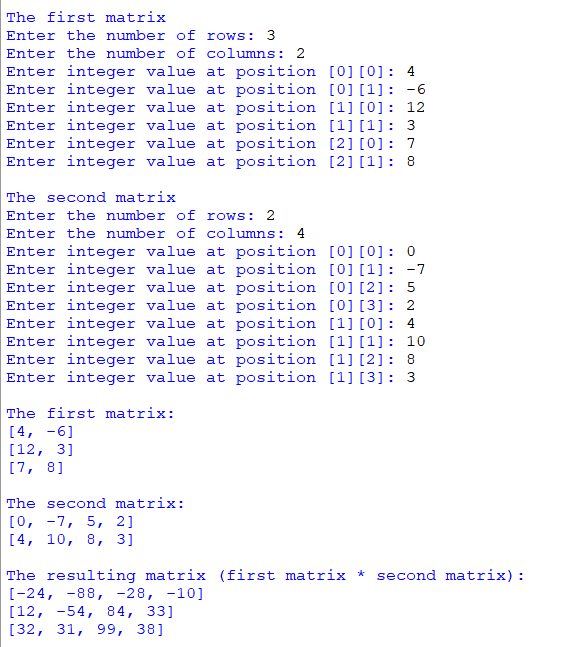 The first matrix
Enter the number of rows: 3
Enter the number of columns: 2
Enter integer value at position [0][0]: 4
Enter integer value at position [0][1]: -6
Enter integer value at position [1][0]: 12
Enter integer value at position [1][1]: 3
Enter integer value at position [2][0]: 7
Enter integer value at position [2][1]: 8
The second matrix
Enter the number of rows: 2
Enter the number of columns: 4
Enter integer value at position [0][0]: 0
Enter integer value at position [0][1]: -7
Enter integer value at position [0][2]: 5
Enter integer value at position [0][3]: 2
Enter integer value at position [1][0]: 4
Enter integer value at position [1][1]: 10
Enter integer value at position [1][2]: 8
Enter integer value at position [1][3]: 3
The first matrix:
[4, -6]
[12, 3]
[7, 8]
The second matrix:
[0, -7, 5, 2]
[4, 10, 8, 3]
The resulting matrix (first matrix * second matrix):
[-24, -88, -28, -10]
[12, -54, 84, 33]
[32, 31, 99, 38]